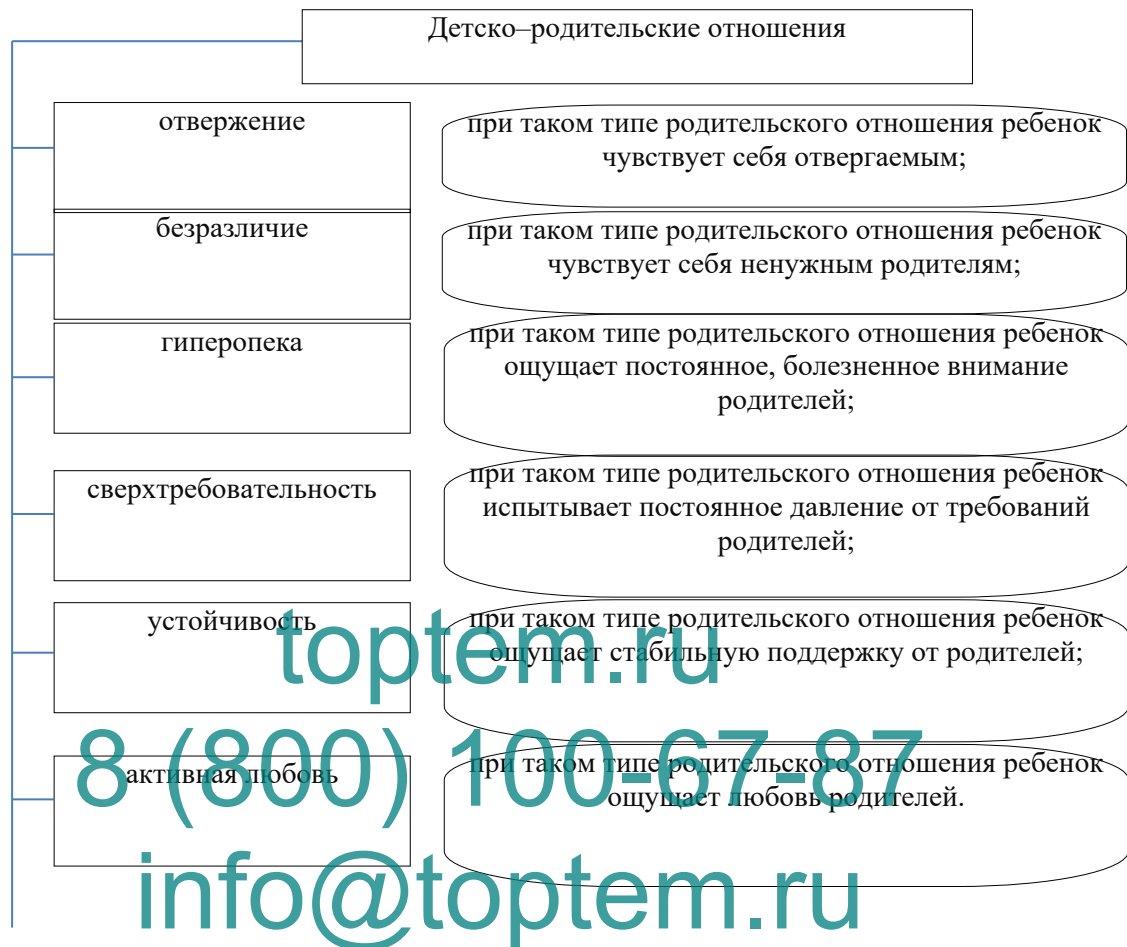 Детско–родительские отношения
отвержение
при таком типе родительского отношения ребенок
чувствует себя отвергаемым;
безразличие
при таком типе родительского отношения ребенок
чувствует себя ненужным родителям;
гиперопека
при таком типе родительского отношения ребенок
ощущает постоянное, болезненное внимание
родителей;
сверхтребовательность
при таком типе родительского отношения ребенок
испытывает постоянное давление от требований
родителей;
устойчивость
при таком типе родительского отношения ребенок
ощущает стабильную поддержку от родителей;
toptem.ru
активная любовь
при таком типе родительского отношения ребенок
ощущает любовь родителей.
8 (800) 100-67-87
info@toptem.ru